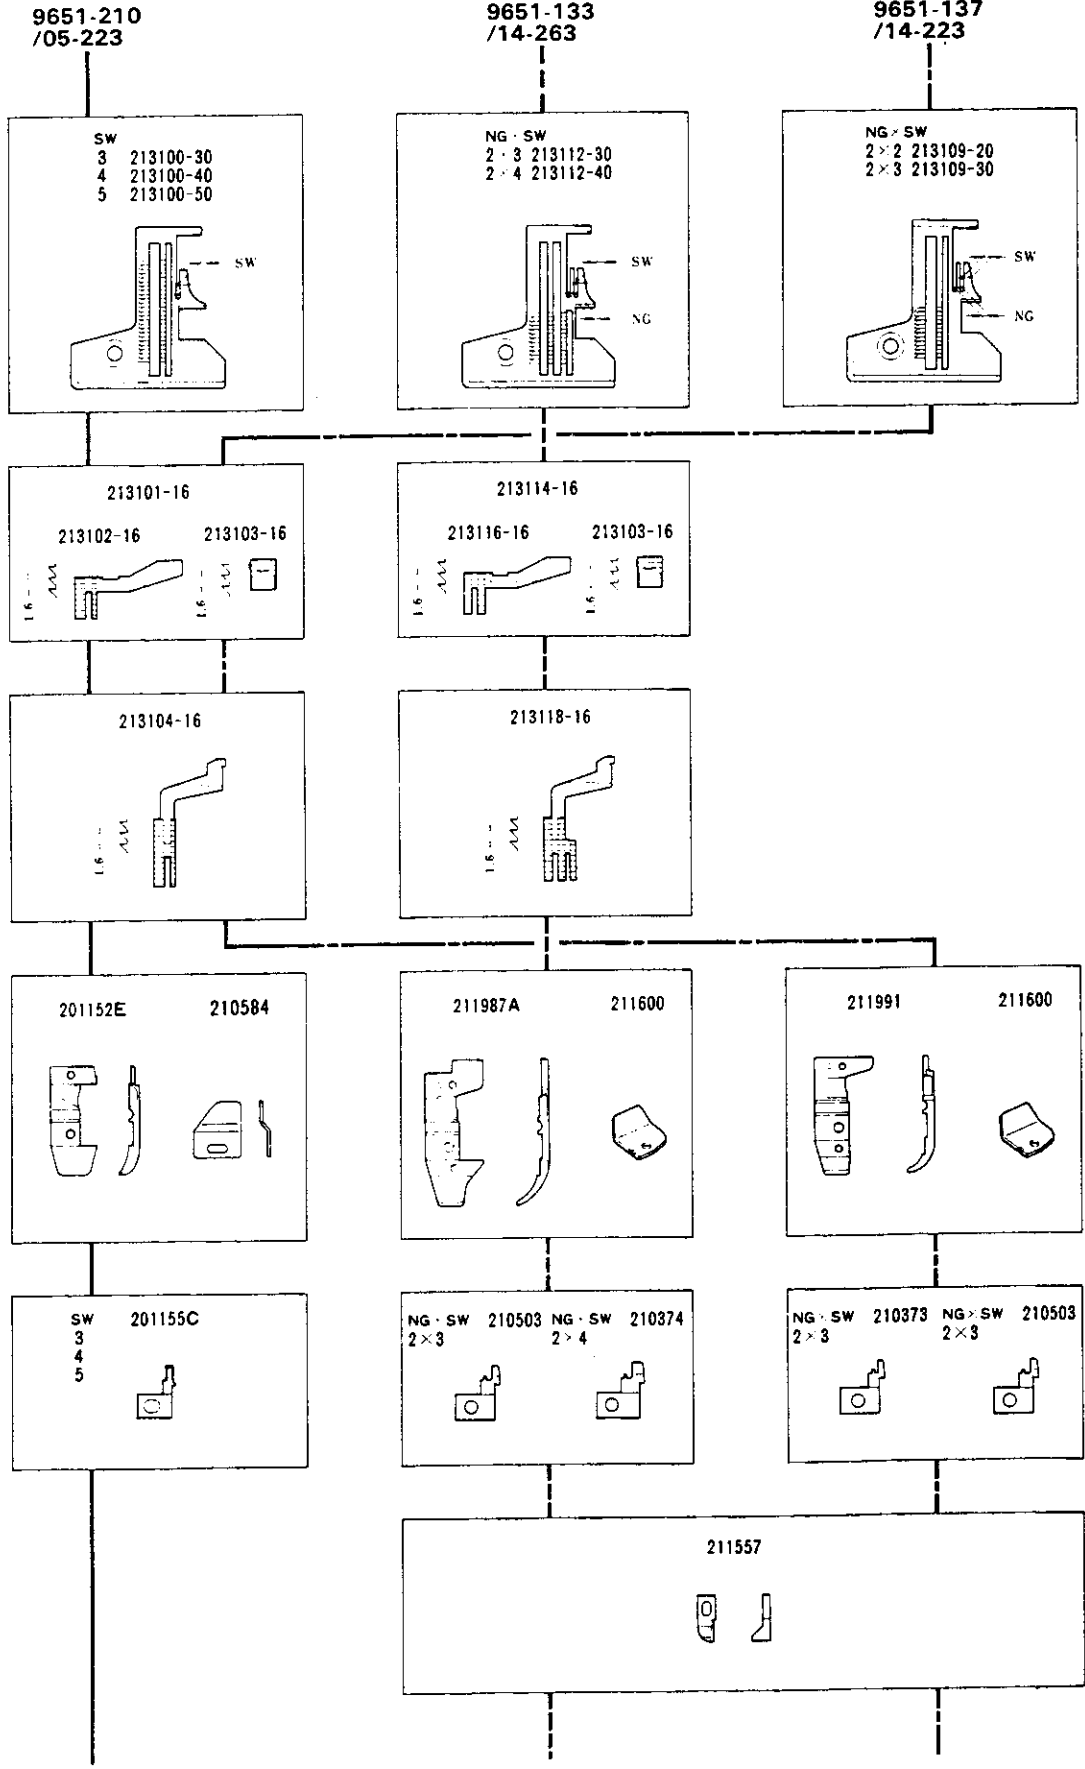 9651-210
/05-223
9651-133
/14-263
9651-137
/14-223
SW
3 213100-30
4 213100-40
5 213100-50
SW
NG · SW
2 · 3 213112-30
2 × 4 213112-40
SW
NG
NG × SW
2×2 213109-20
2×3 213109-30
SW
NG
213101-16
213102-16 213103-16
1.6 1.6
213114-16
213116-16 213103-16
1.6 1.6
213104-16
1.6
213118-16
1.6
201152E 210584
211987A 211600
211991 211600
SW 201155C
3
4
5
NG · SW 210503 NG · SW 210374
2×3 2×4
NG × SW 210373 NG × SW 210503
2×3 2×3
211557